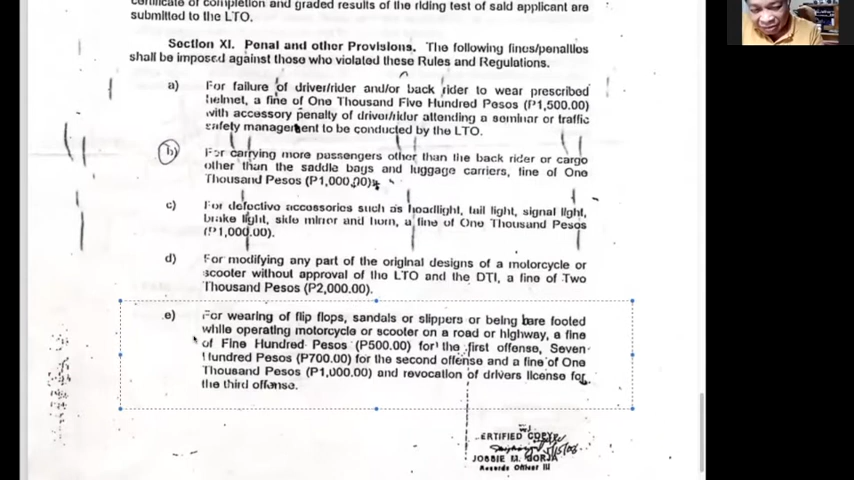 certificate of completion and graded results of the riding test of said applicant are
submitted to the LTO.
Section XI. Penal and other Provisions. The following fines/penalties
shall be imposed against those who violated these Rules and Regulations.
a) For failure of driver/rider and/or back rider to wear prescribed
helmet, a fine of One Thousand Five Hundred Pesos (P1,500.00)
with accessory penalty of driver/rider attending a seminar or traffic
safety management to be conducted by the LTO.
b) For carrying more passengers other than the back rider or cargo
other than the saddle bags and luggage carriers, fine of One
Thousand Pesos (P1,000.00);
c) For defective accessories such as headlight, tail light, signal light,
brake light, side mirror and horn, a fine of One Thousand Pesos
(P1,000.00).
d) For modifying any part of the original designs of a motorcycle or
scooter without approval of the LTO and the DTI, a fine of Two
Thousand Pesos (P2,000.00).
e) For wearing of flip flops, sandals or slippers or being bare footed
while operating motorcycle or scooter on a road or highway, a fine
of Fine Hundred Pesos (P500.00) for the first offense, Seven
Hundred Pesos (P700.00) for the second offense and a fine of One
Thousand Pesos (P1,000.00) and revocation of drivers license for
the third offense.
CERTIFIED COPY
JOSSIE M. BORJA
Records Officer III